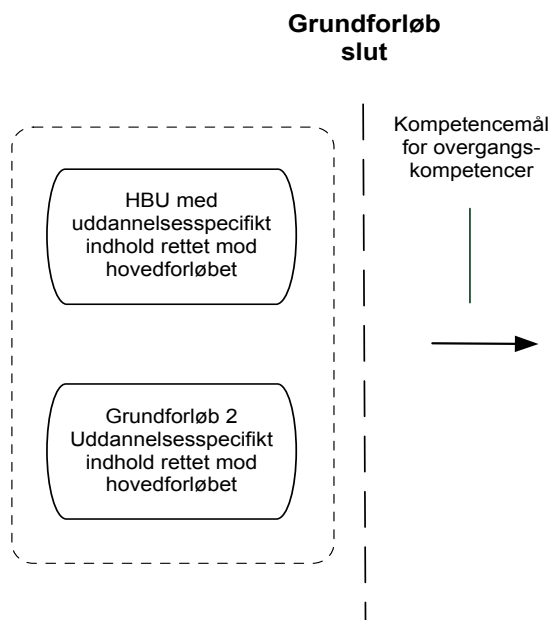 Grundforløb
slut
Kompetencemål
for overgangs-
kompetencer
HBU med
uddannelsesspecifikt
indhold rettet mod
hovedforløbet
Grundforløb 2
Uddannelsesspecifikt
indhold rettet mod
hovedforløbet